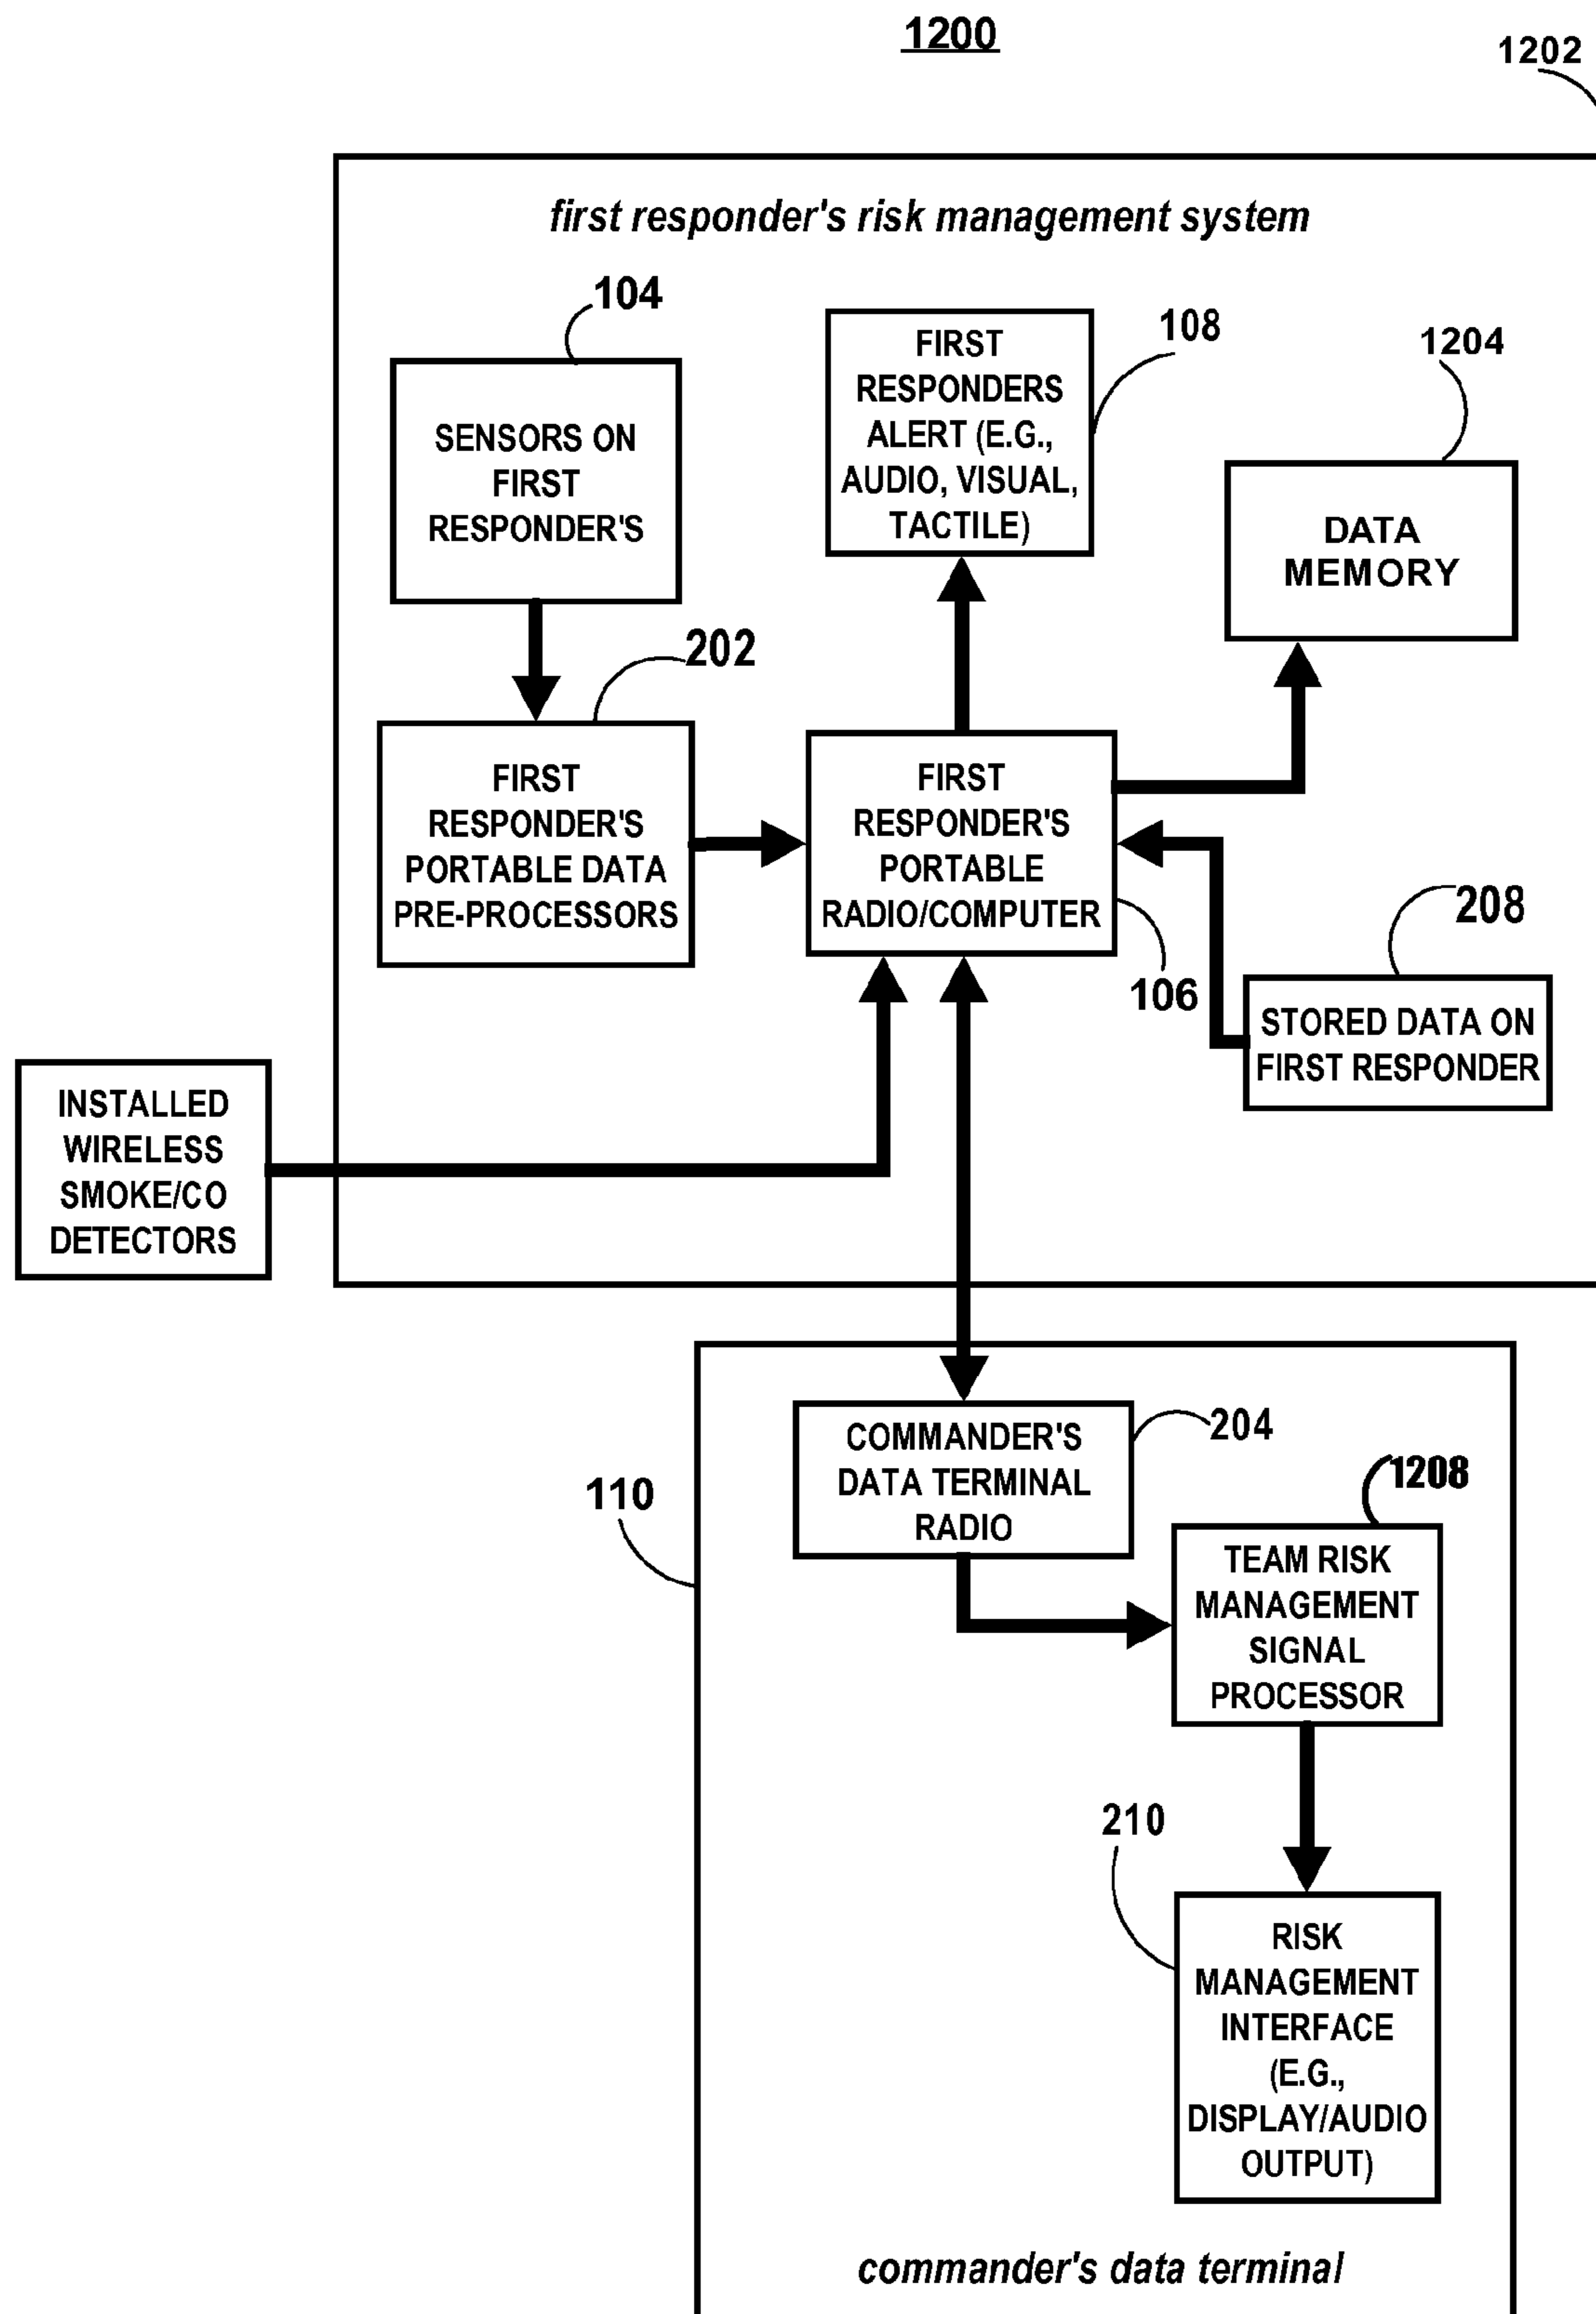 1200
1202
first responder's risk management system
104
SENSORS ON
FIRST
RESPONDER'S
108
FIRST
RESPONDERS
ALERT (E.G.,
AUDIO, VISUAL,
TACTILE)
1204
DATA
MEMORY
202
FIRST
RESPONDER'S
PORTABLE DATA
PRE-PROCESSORS
FIRST
RESPONDER'S
PORTABLE
RADIO/COMPUTER
106
208
STORED DATA ON
FIRST RESPONDER
INSTALLED
WIRELESS
SMOKE/CO
DETECTORS
110
204
COMMANDER'S
DATA TERMINAL
RADIO
1208
TEAM RISK
MANAGEMENT
SIGNAL
PROCESSOR
210
RISK
MANAGEMENT
INTERFACE
(E.G.,
DISPLAY/AUDIO
OUTPUT)
commander's data terminal